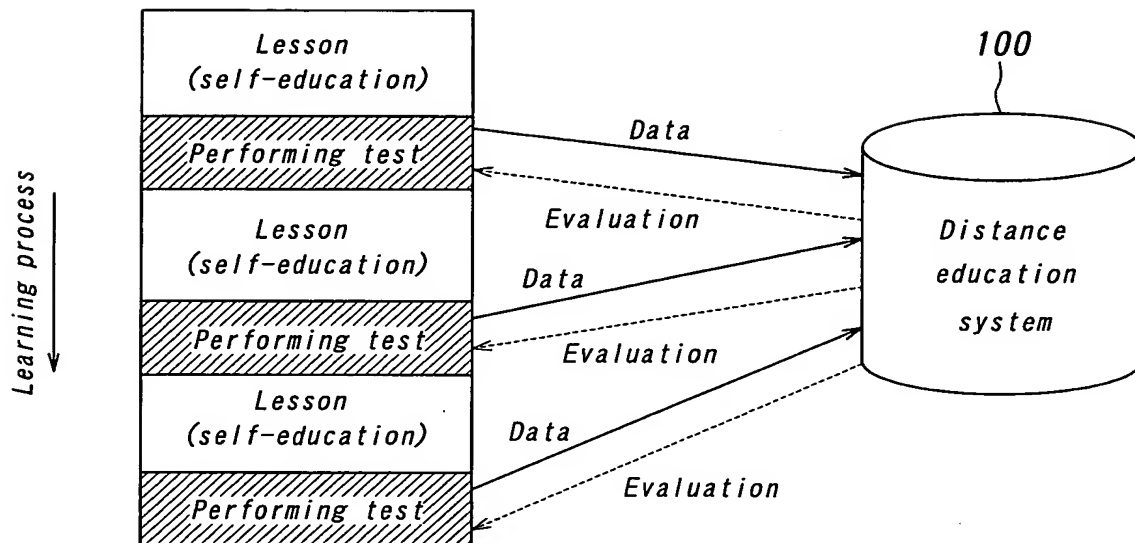 Learning process
Lesson
(self-education)
Performing test
Lesson
(self-education)
Performing test
Lesson
(self-education)
Performing test
Data
Evaluation
Data
Evaluation
Data
Evaluation
100
Distance
education
system